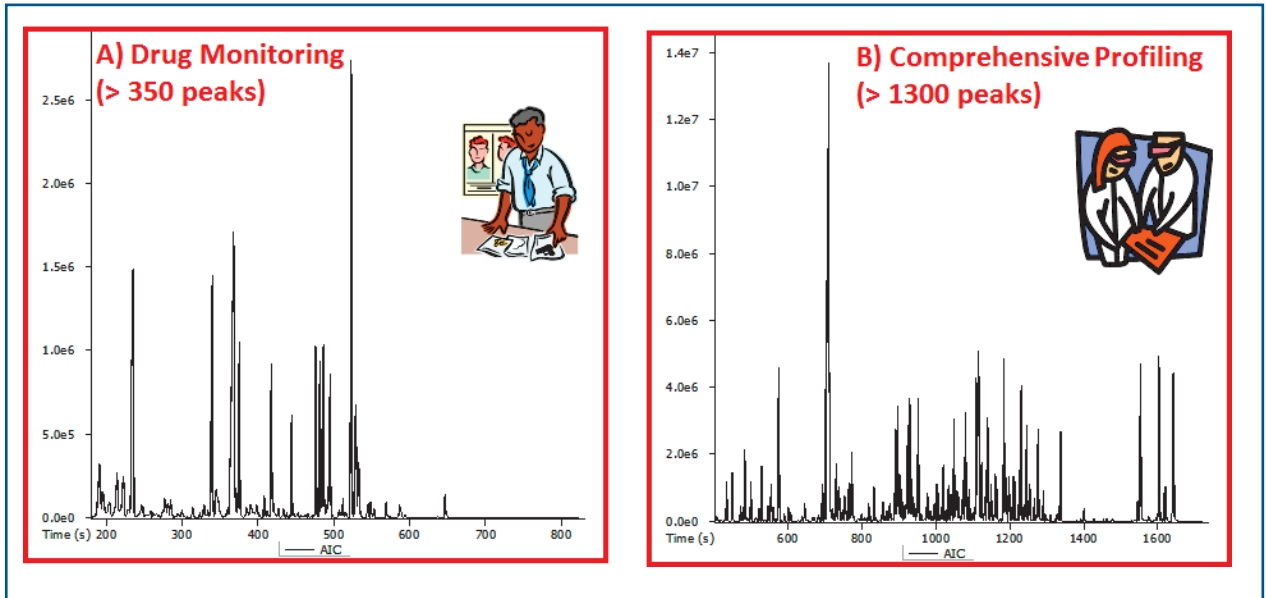 A) Drug Monitoring
(> 350 peaks)
2.5e6
2.0e6
1.5e6
1.0e6
5.0e5
0.0e0
Time (s) 200 300 400 500 600 700 800
AIC
B) Comprehensive Profiling
(> 1300 peaks)
1.4e7
1.2e7
1.0e7
8.0e6
6.0e6
4.0e6
2.0e6
0.0e0
Time (s) 600 800 1000 1200 1400 1600
AIC